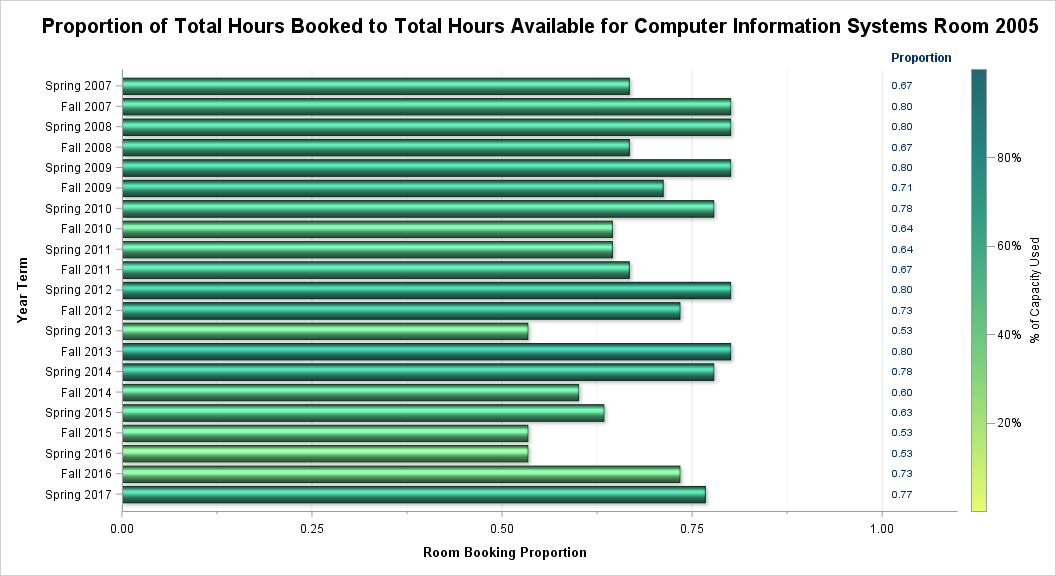 Proportion of Total Hours Booked to Total Hours Available for Computer Information Systems Room 2005
Proportion
Spring 2007 0.67
Fall 2007 0.80
Spring 2008 0.80
Fall 2008 0.67
Spring 2009 0.80
Fall 2009 0.71
Spring 2010 0.78
Fall 2010 0.64
Spring 2011 0.64
Fall 2011 0.67
Spring 2012 0.80
Fall 2012 0.73
Spring 2013 0.53
Fall 2013 0.80
Spring 2014 0.78
Fall 2014 0.60
Spring 2015 0.63
Fall 2015 0.53
Spring 2016 0.53
Fall 2016 0.73
Spring 2017 0.77
Year Term
0.00 0.25 0.50 0.75 1.00
Room Booking Proportion
80%
60%
40%
20%
% of Capacity Used